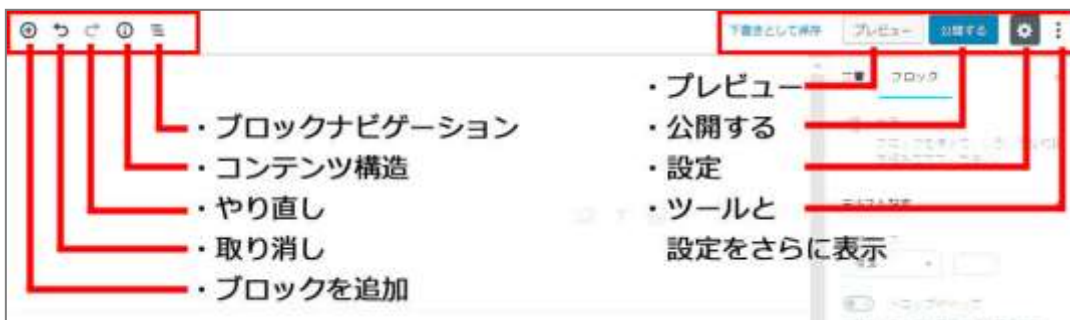 下書きとして保存 プレビュー 公開する
ブロック
・ブロックナビゲーション
・コンテンツ構造
・やり直し
・取り消し
・ブロックを追加
・プレビュー
・公開する
・設定
・ツールと
設定をさらに表示